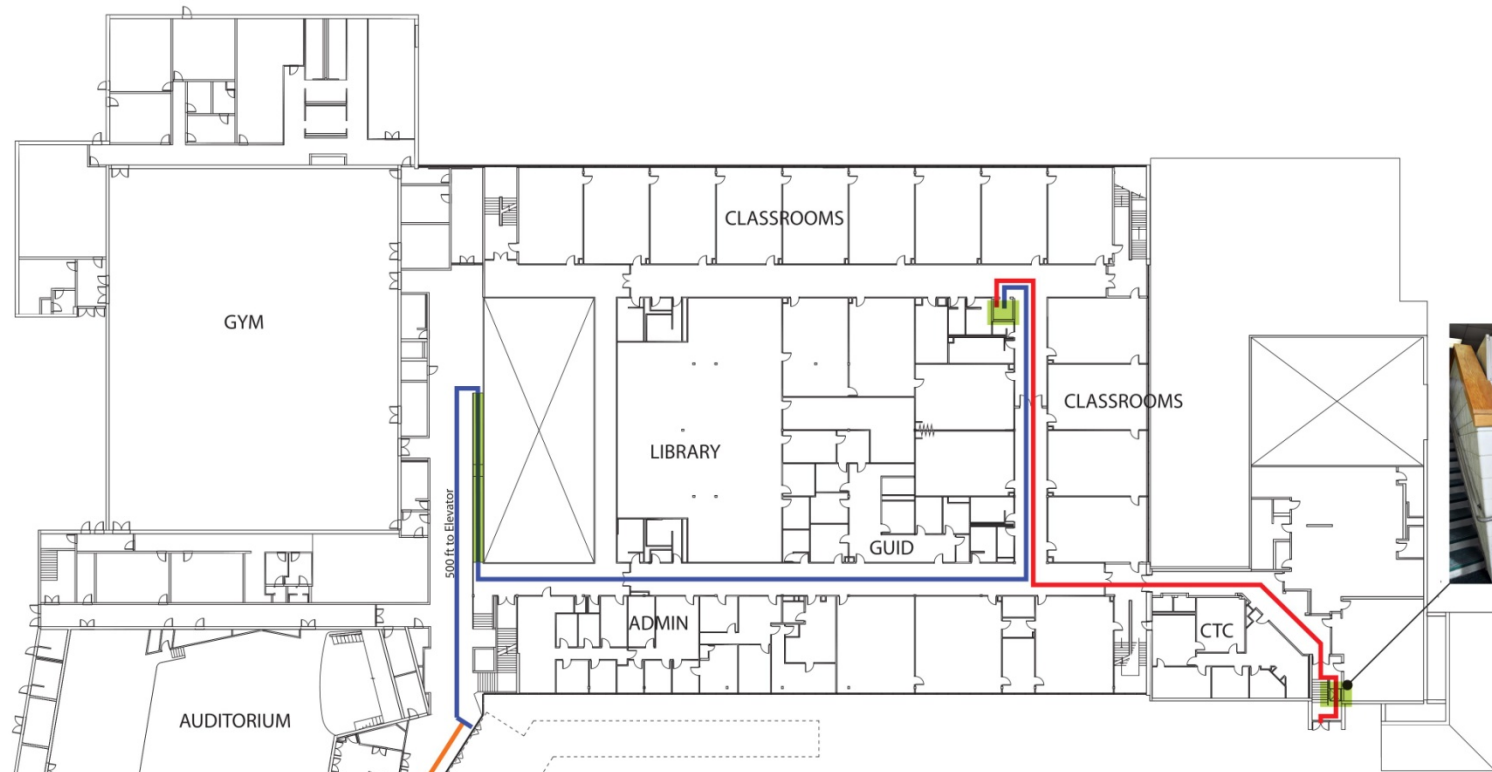 CLASSROOMS
GYM
CLASSROOMS
LIBRARY
500 ft to Elevator
GUID
ADMIN
CTC
AUDITORIUM